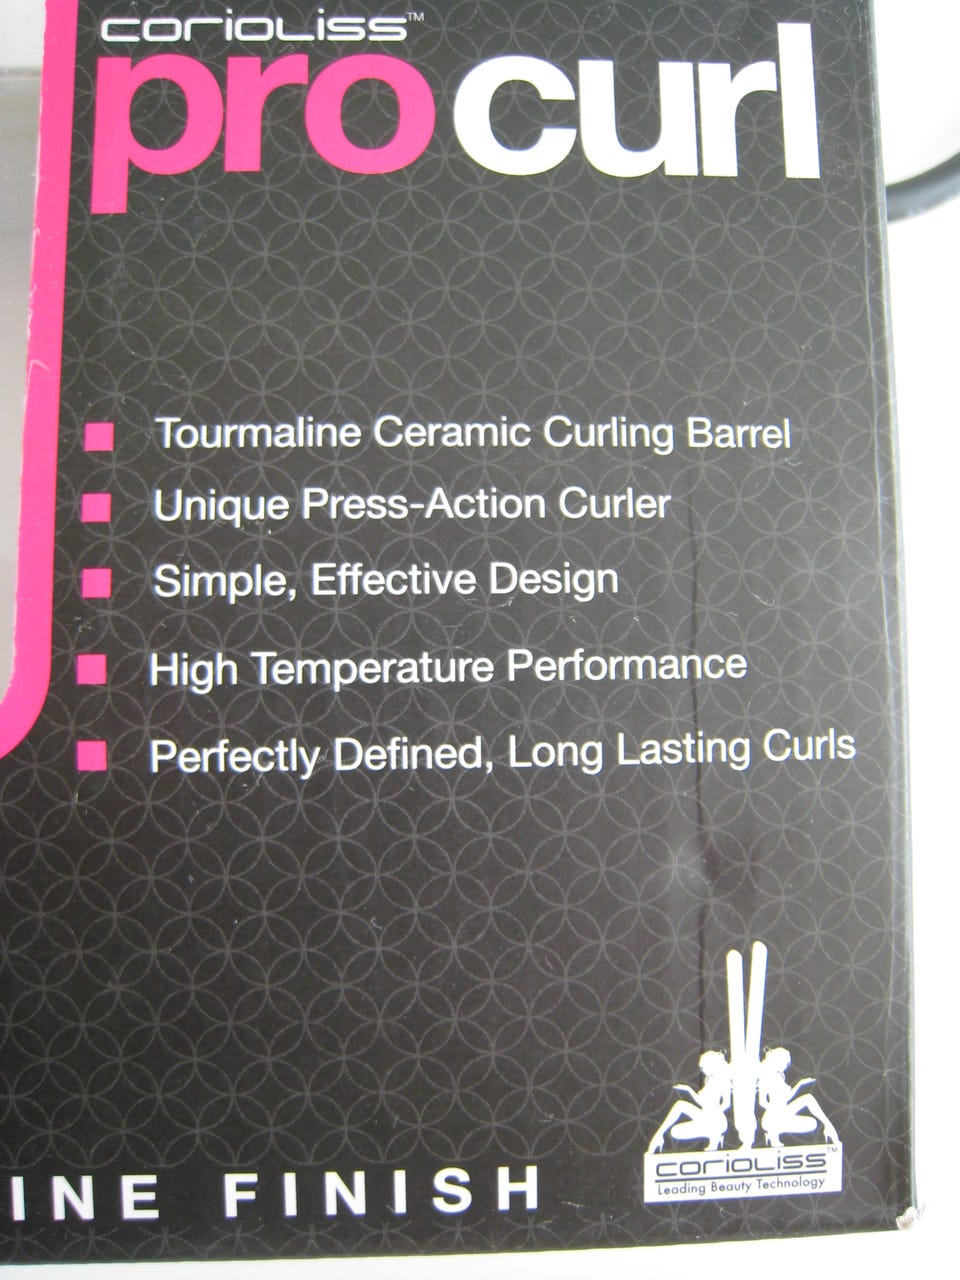 corioliss™
pro curl
Tourmaline Ceramic Curling Barrel
Unique Press-Action Curler
Simple, Effective Design
High Temperature Performance
Perfectly Defined, Long Lasting Curls
INE FINISH
corioliss™
Leading Beauty Technology